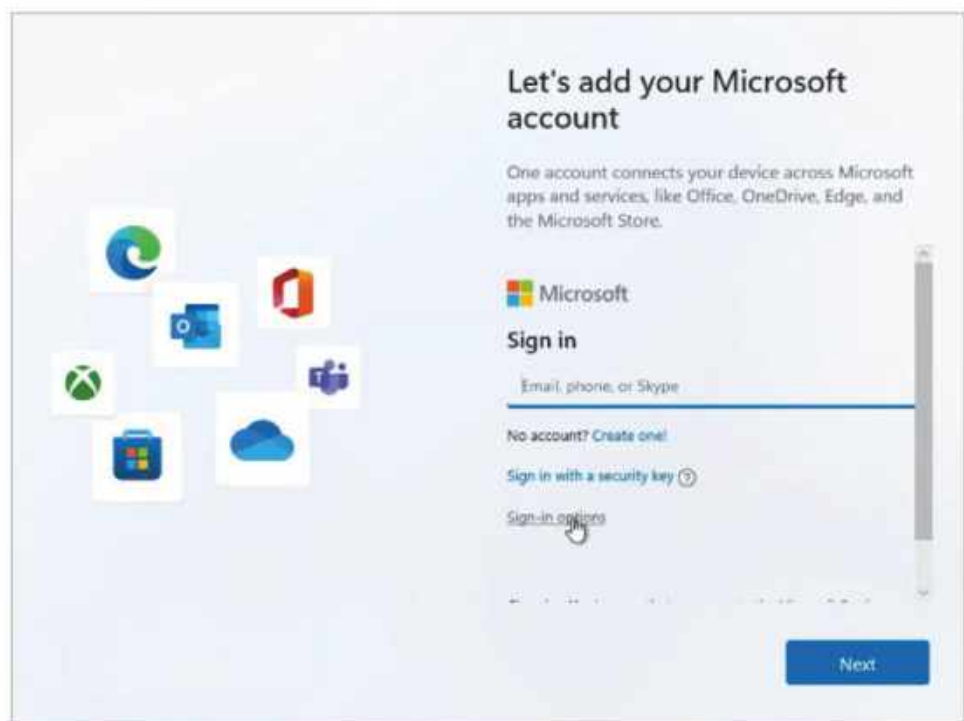 Let's add your Microsoft
account
One account connects your device across Microsoft
apps and services, like Office, OneDrive, Edge, and
the Microsoft Store.
Microsoft
Sign in
Email, phone, or Skype
No account? Create one!
Sign in with a security key ?
Sign-in options
Next